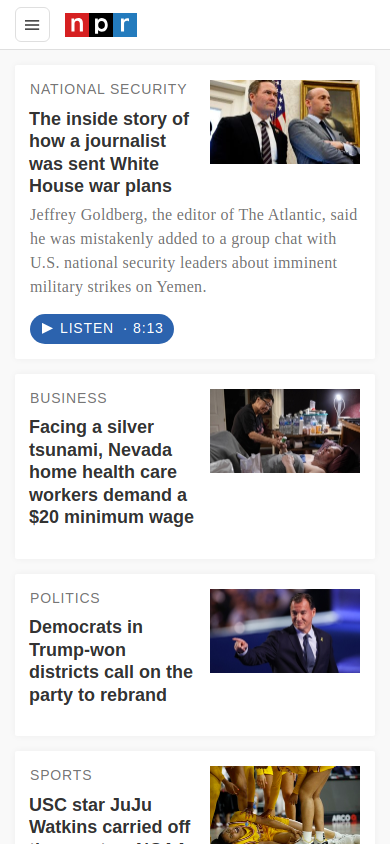 npr
NATIONAL SECURITY
The inside story of
how a journalist
was sent White
House war plans
Jeffrey Goldberg, the editor of The Atlantic, said
he was mistakenly added to a group chat with
U.S. national security leaders about imminent
military strikes on Yemen.
LISTEN · 8:13
BUSINESS
Facing a silver
tsunami, Nevada
home health care
workers demand a
$20 minimum wage
POLITICS
Democrats in
Trump-won
districts call on the
party to rebrand
SPORTS
USC star JuJu
Watkins carried off
ARCO